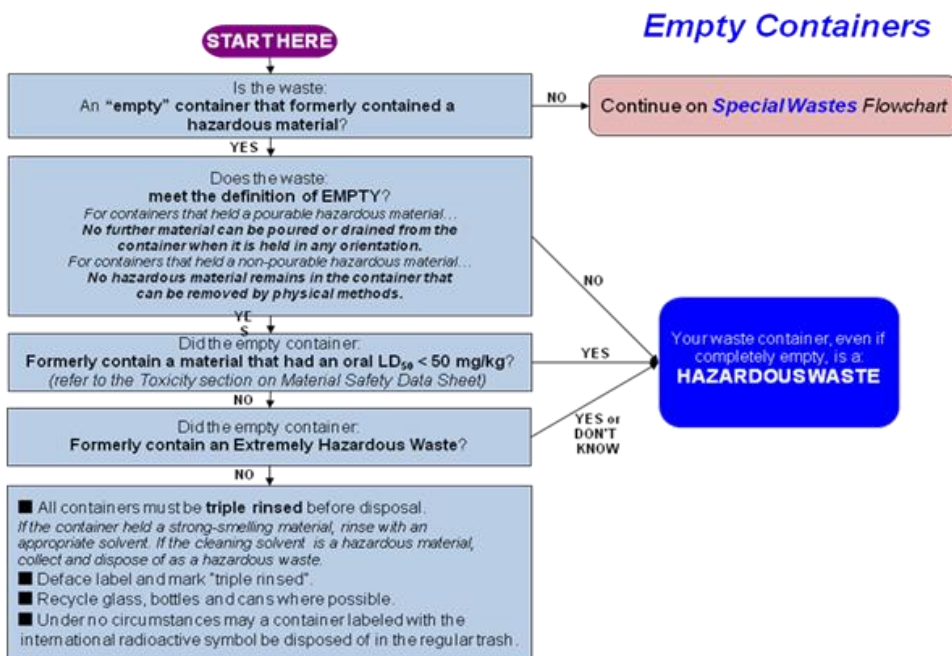 Empty Containers
START HERE
Is the waste:
An “empty” container that formerly contained a
hazardous material?
NO
Continue on Special Wastes Flowchart
YES
Does the waste:
meet the definition of EMPTY?
For containers that held a pourable hazardous material…
No further material can be poured or drained from the
container when it is held in any orientation.
For containers that held a non-pourable hazardous material…
No hazardous material remains in the container that
can be removed by physical methods.
NO
YE
S
Did the empty container:
Formerly contain a material that had an oral LD₅₀ < 50 mg/kg?
(refer to the Toxicity section on Material Safety Data Sheet)
YES
Your waste container, even if
completely empty, is a:
HAZARDOUS WASTE
NO
Did the empty container:
Formerly contain an Extremely Hazardous Waste?
YES or
DON'T
KNOW
NO
■ All containers must be triple rinsed before disposal.
If the container held a strong-smelling material, rinse with an
appropriate solvent. If the cleaning solvent is a hazardous material,
collect and dispose of as a hazardous waste.
■ Deface label and mark "triple rinsed".
■ Recycle glass, bottles and cans where possible.
■ Under no circumstances may a container labeled with the
international radioactive symbol be disposed of in the regular trash.